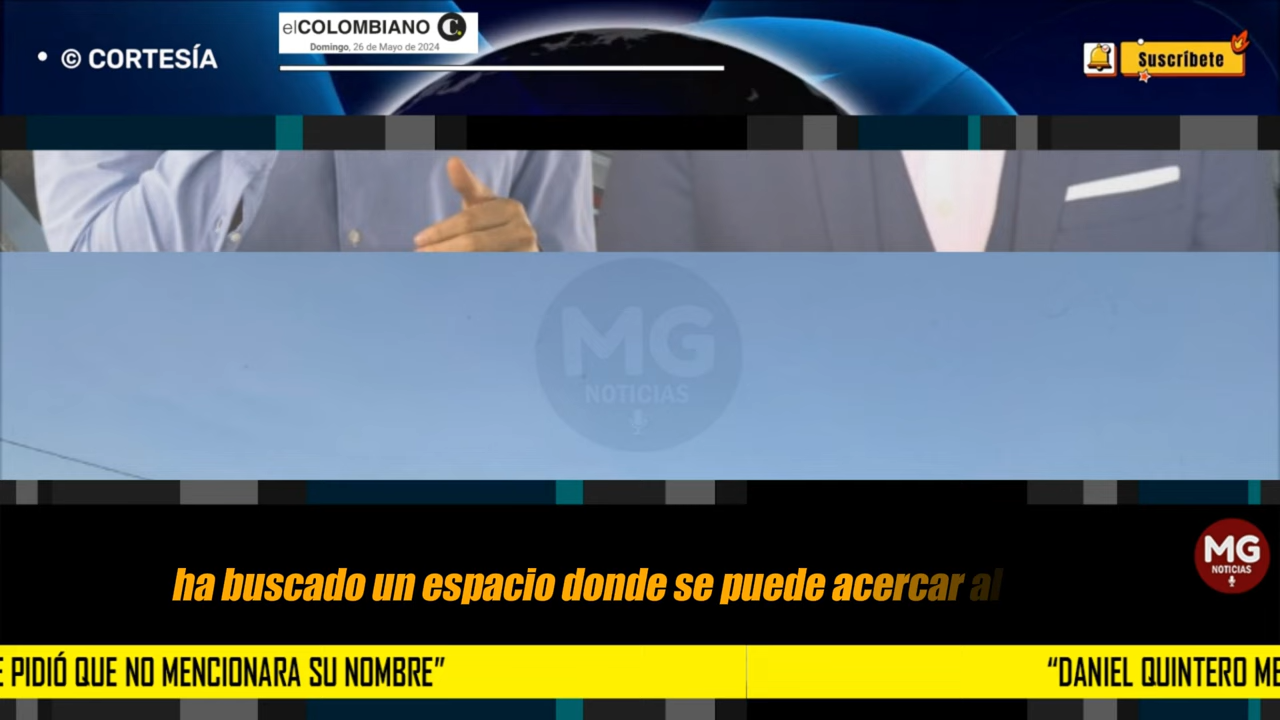 • © CORTESÍA
elCOLOMBIANO C.
Domingo, 26 de Mayo de 2024
Suscríbete
MG
NOTICIAS
ha buscado un espacio donde se puede acercar al
MG
NOTICIAS
E PIDIÓ QUE NO MENCIONARA SU NOMBRE”
“DANIEL QUINTERO ME